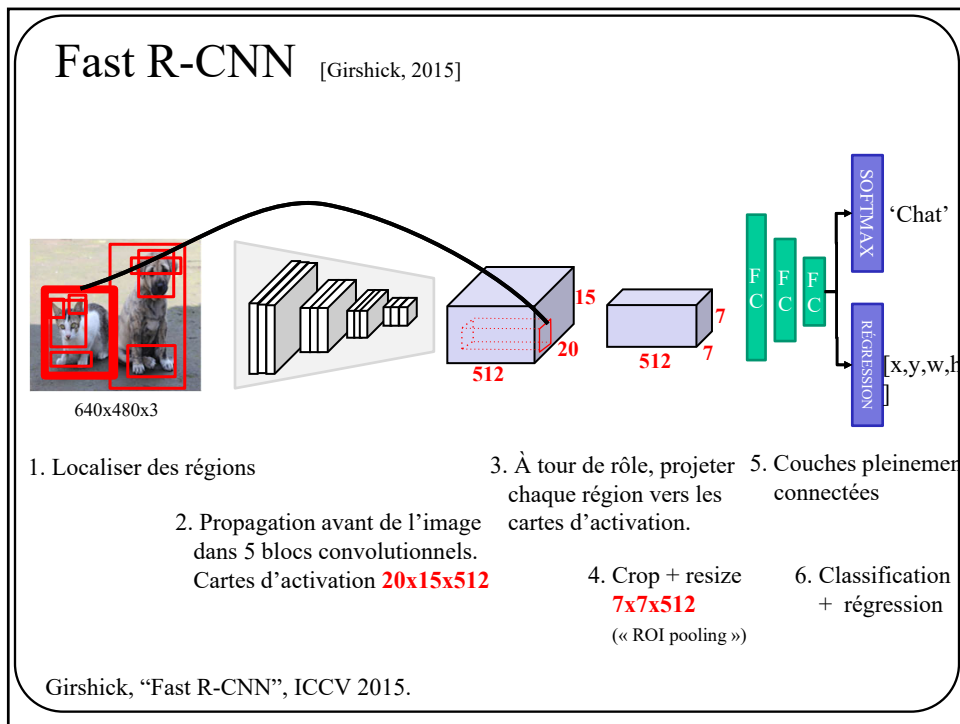 Fast R-CNN [Girshick, 2015]
SOFTMAX
‘Chat’
FC
FC
FC
15
20
512
7
7
512
RÉGRESSION
[x,y,w,h
]
640x480x3
1. Localiser des régions
2. Propagation avant de l’image
dans 5 blocs convolutionnels.
Cartes d’activation 20x15x512
3. À tour de rôle, projeter
chaque région vers les
cartes d’activation.
4. Crop + resize
7x7x512
(« ROI pooling »)
5. Couches pleinemen
connectées
6. Classification
+ régression
Girshick, “Fast R-CNN”, ICCV 2015.